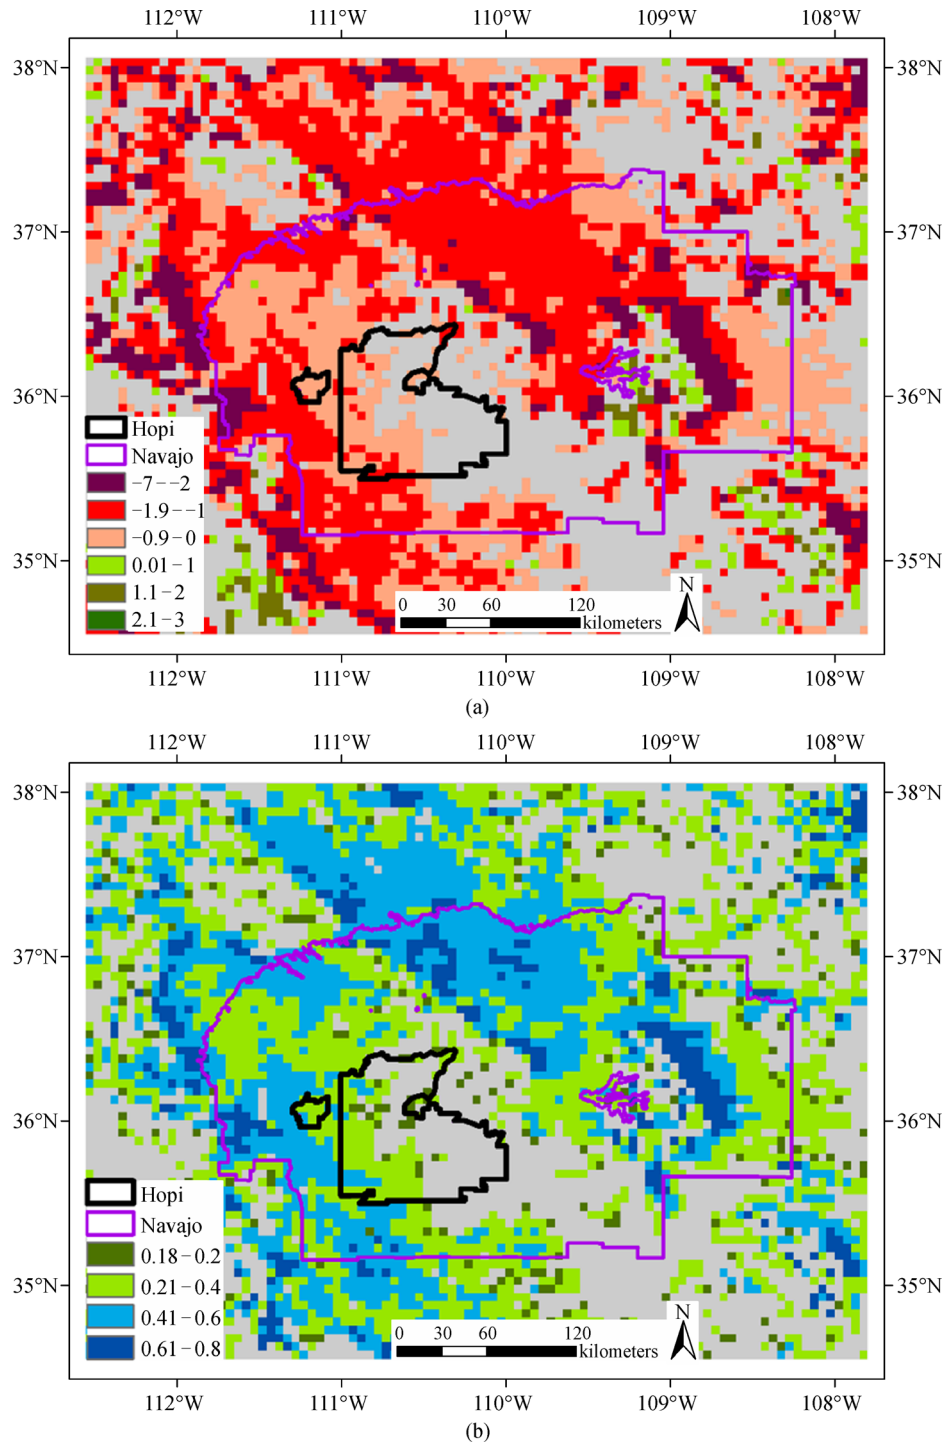 112°W 111°W 110°W 109°W 108°W
38°N 38°N
37°N 37°N
36°N 36°N
35°N 35°N
Hopi
Navajo
−7−−2
−1.9−−1
−0.9−0
0.01−1
1.1−2
2.1−3
0 30 60 120
kilometers
N
112°W 111°W 110°W 109°W 108°W
(a)
112°W 111°W 110°W 109°W 108°W
38°N 38°N
37°N 37°N
36°N 36°N
35°N 35°N
Hopi
Navajo
0.18−0.2
0.21−0.4
0.41−0.6
0.61−0.8
0 30 60 120
kilometers
N
112°W 111°W 110°W 109°W 108°W
(b)